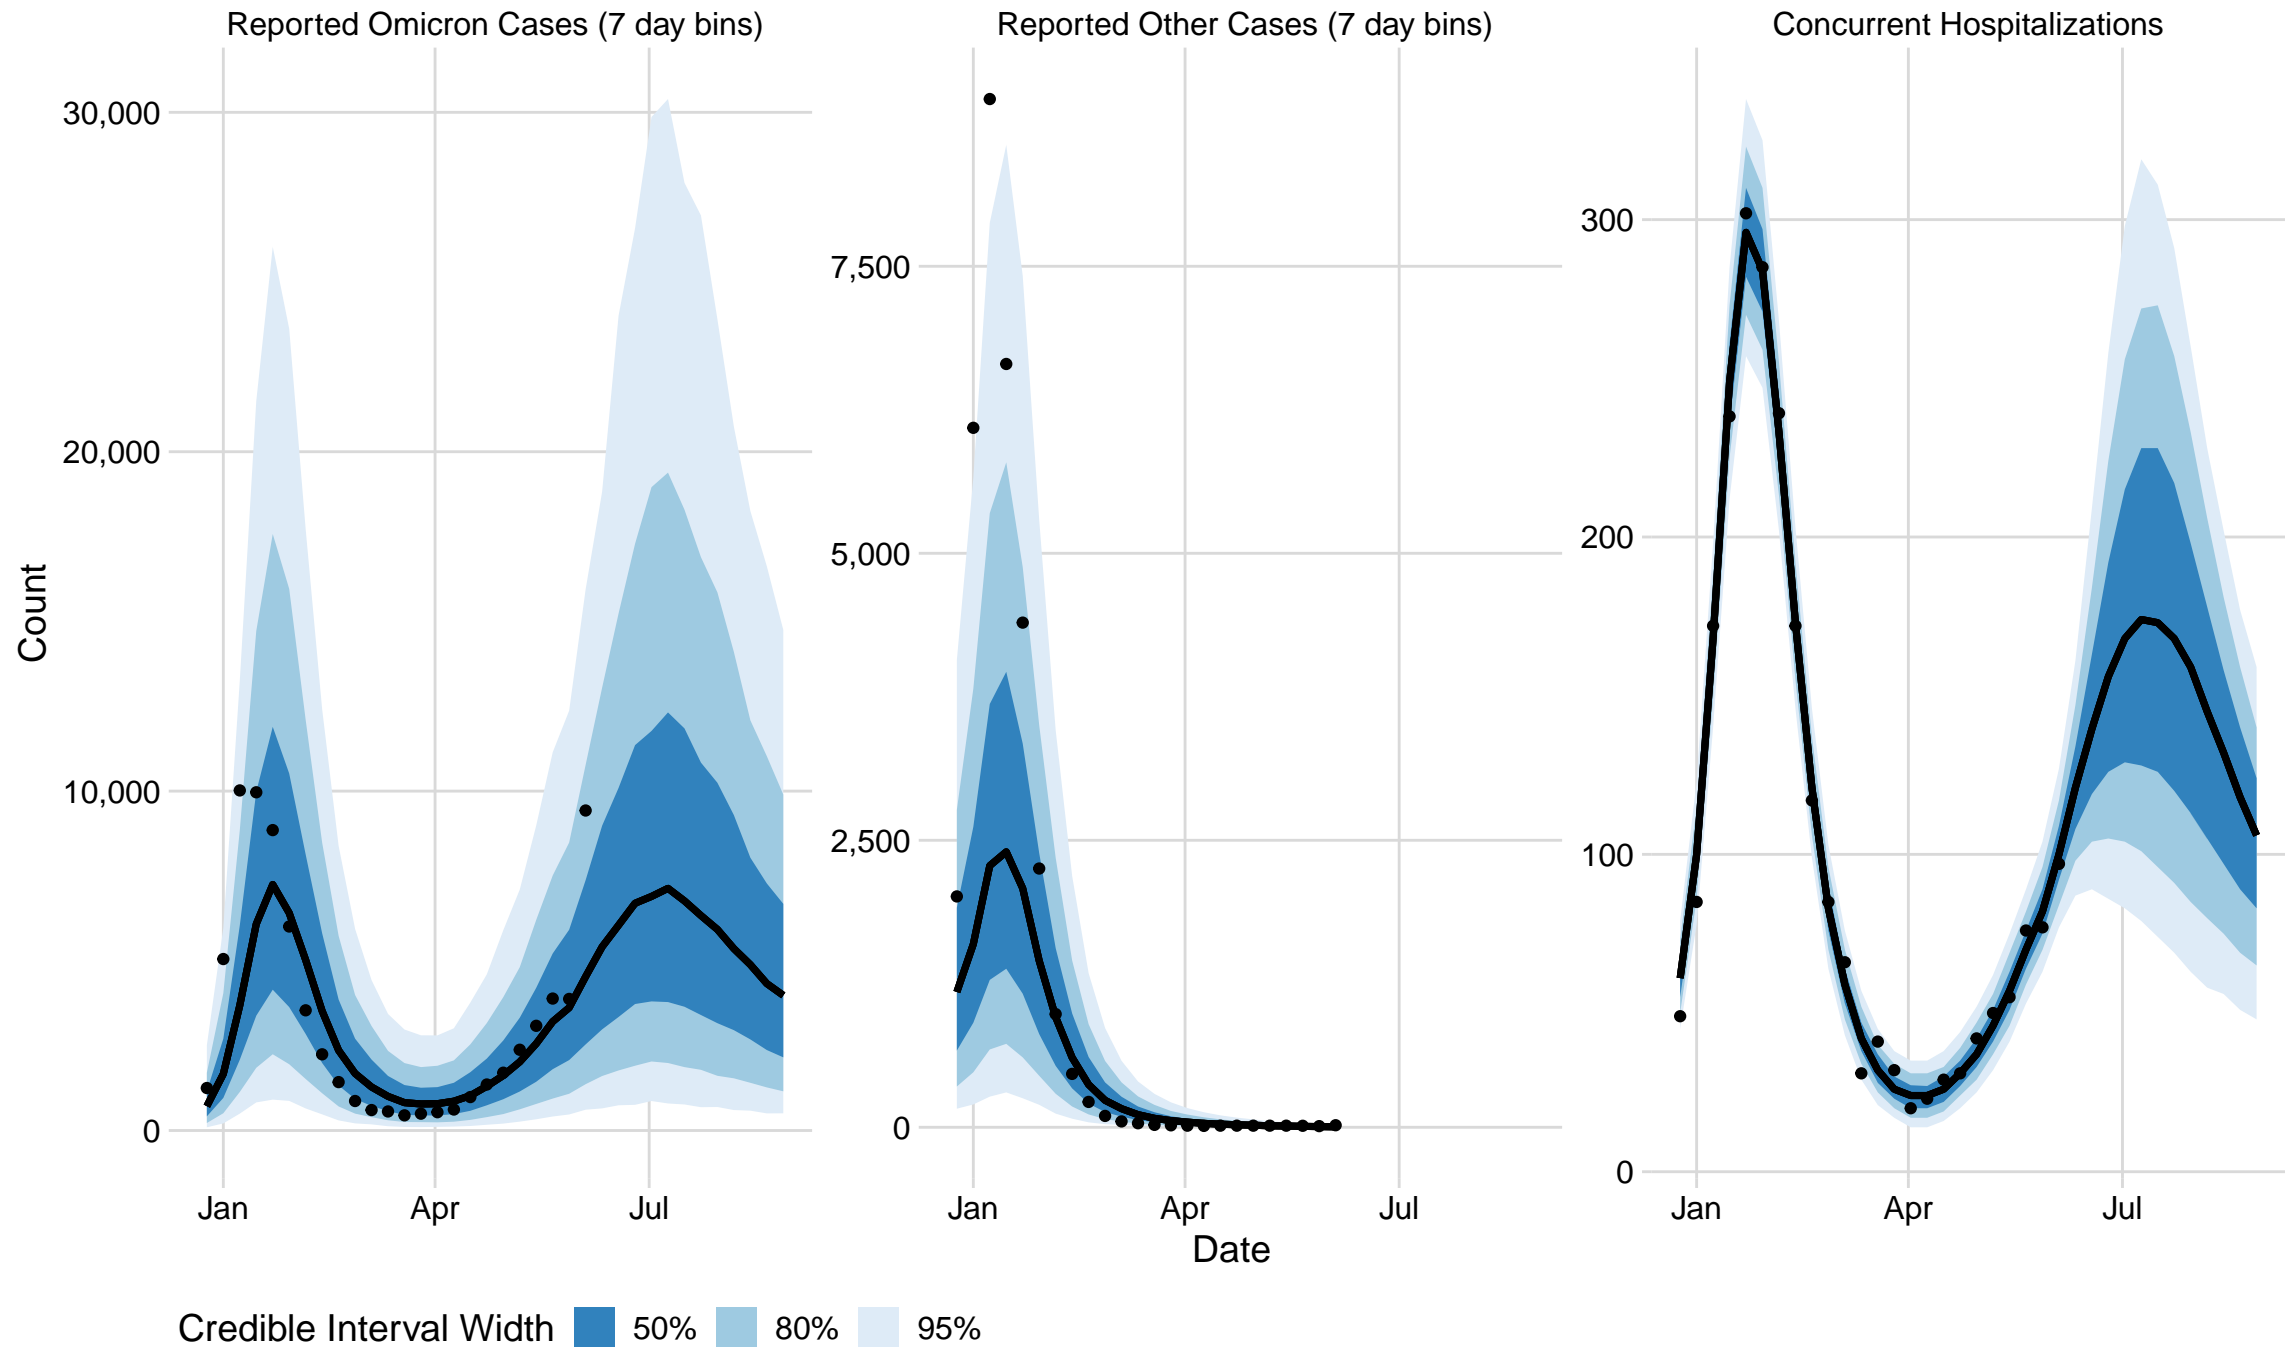 Reported Omicron Cases (7 day bins)
Reported Other Cases (7 day bins)
Concurrent Hospitalizations
Count
30,000
20,000
10,000
0
7,500
5,000
2,500
0
300
200
100
0
Jan Apr Jul
Jan Apr Jul
Jan Apr Jul
Date
Credible Interval Width 50% 80% 95%